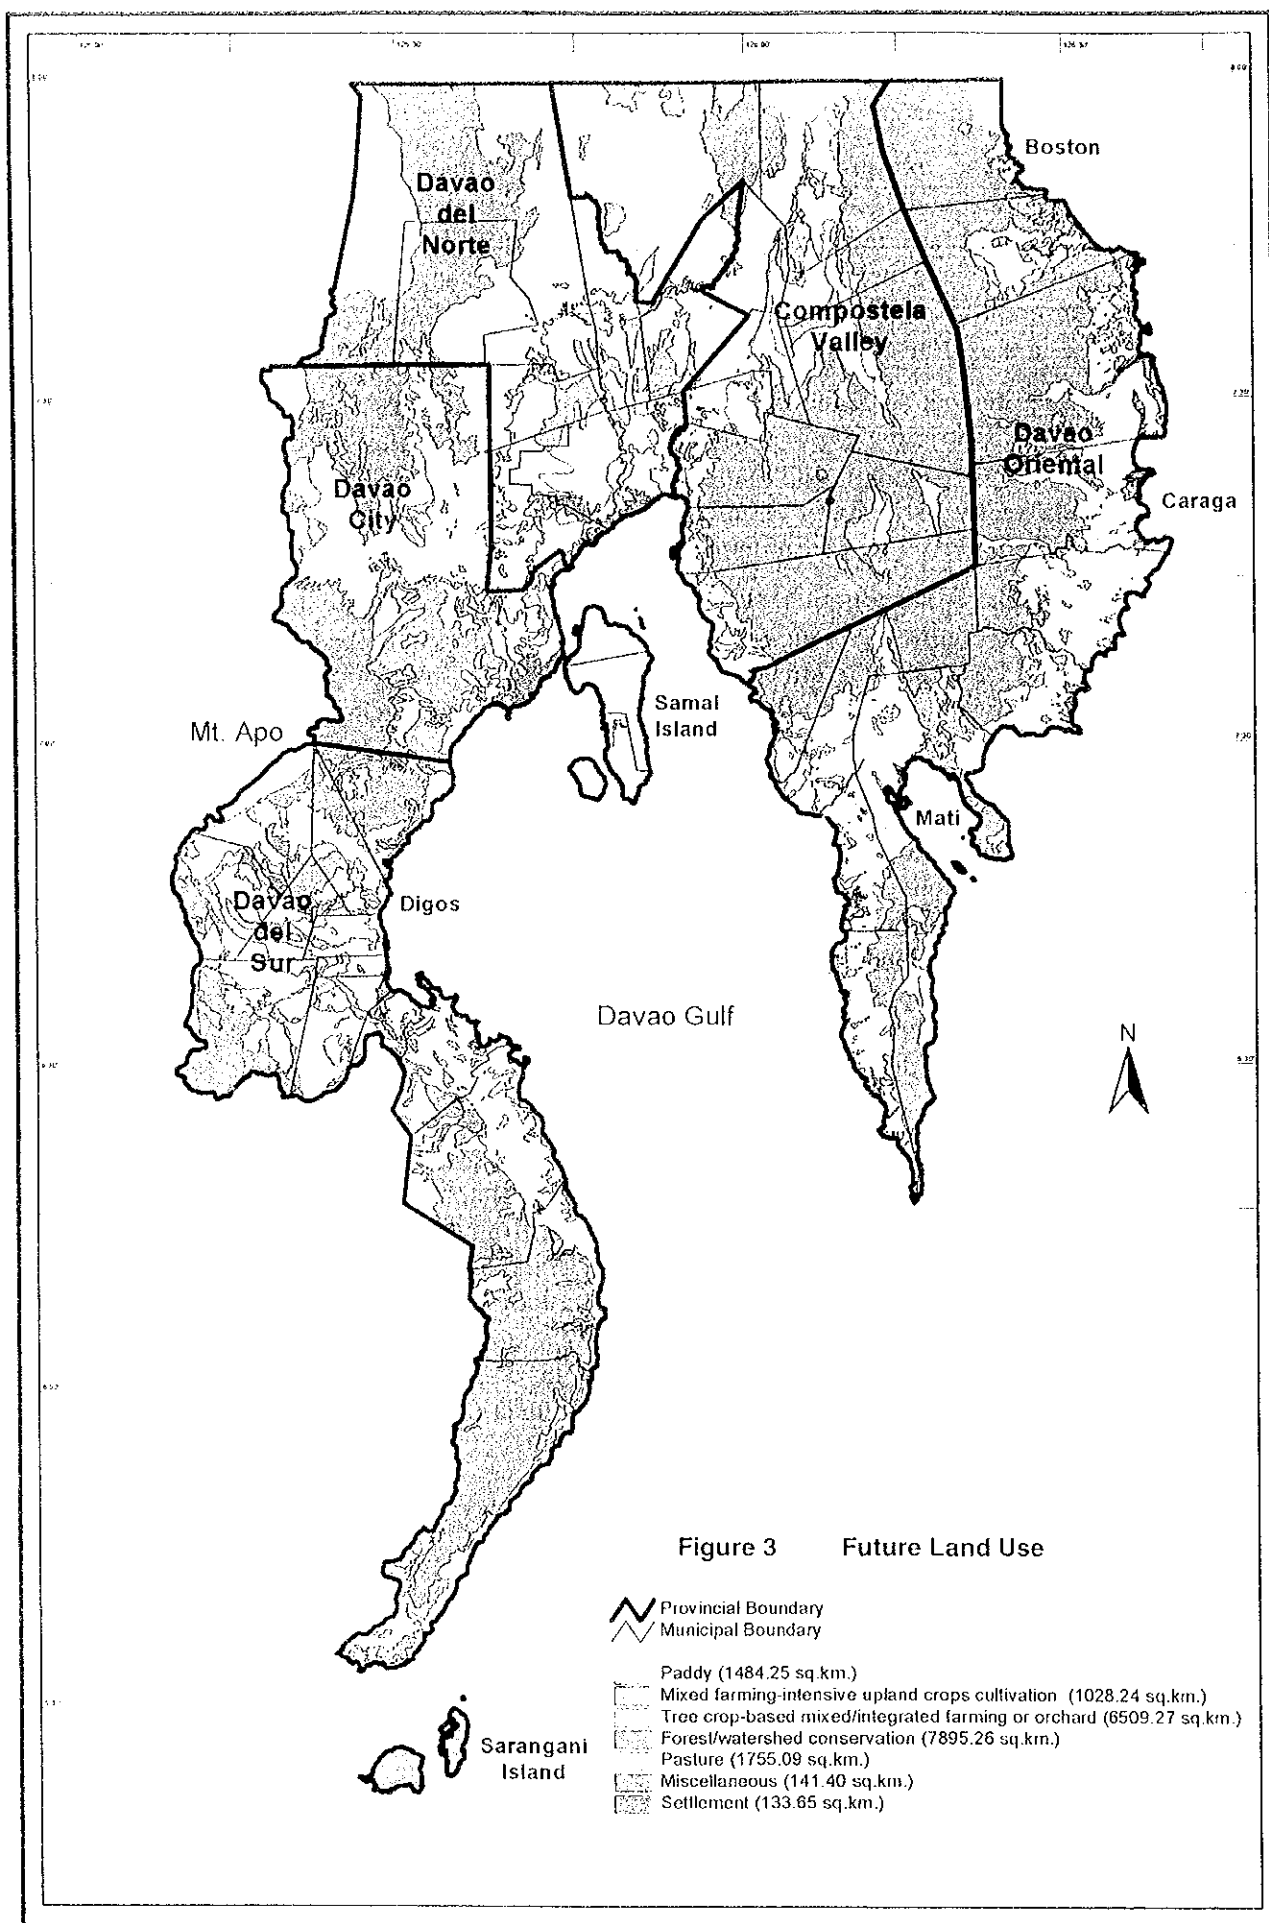 126°00'
Boston
Davao
del
Norte
Compostela
Valley
Davao
Oriental
Davao
City
Caraga
Samal
Island
Mt. Apo
Mati
Davao
del
Sur
Digos
Davao Gulf
N
Figure 3 Future Land Use
Provincial Boundary
Municipal Boundary
Paddy (1484.25 sq.km.)
Mixed farming-intensive upland crops cultivation (1028.24 sq.km.)
Tree crop-based mixed/integrated farming or orchard (6509.27 sq.km.)
Forest/watershed conservation (7895.26 sq.km.)
Pasture (1755.09 sq.km.)
Miscellaneous (141.40 sq.km.)
Settlement (133.65 sq.km.)
Sarangani
Island